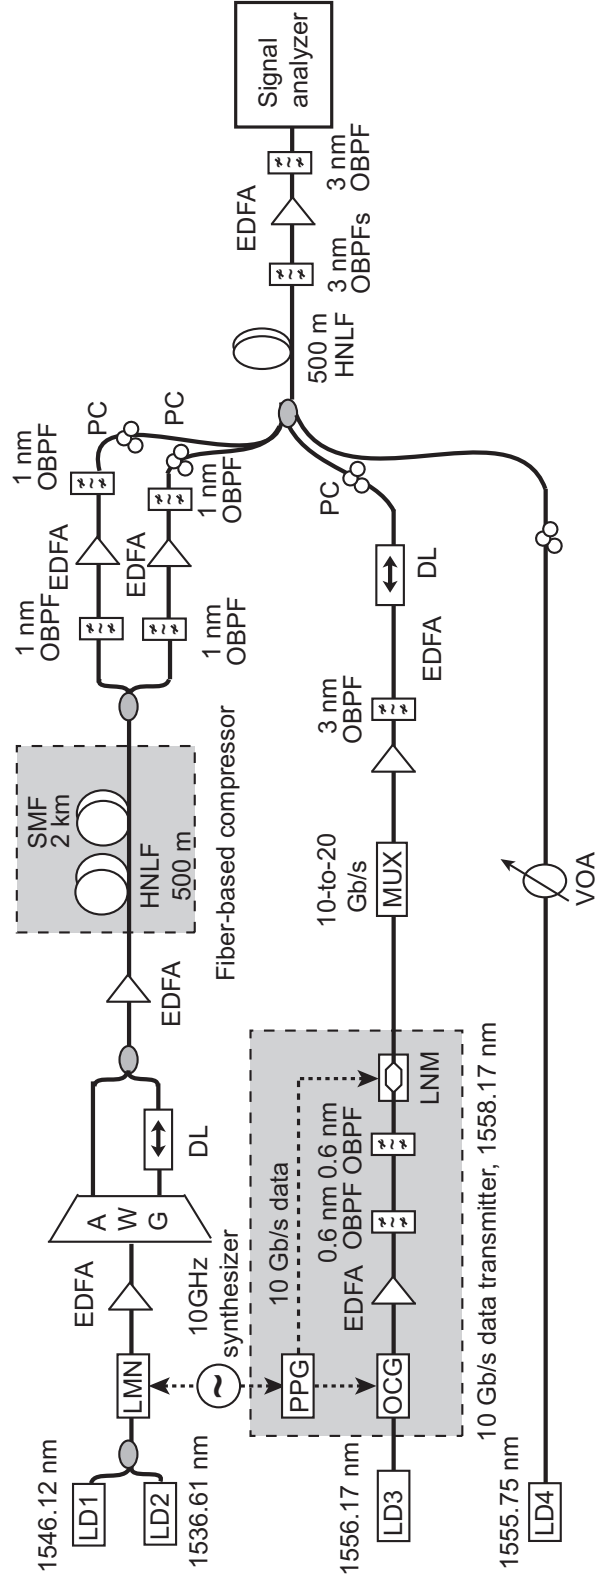 1546.12 nm
LD1
LD2
1536.61 nm
LMN
EDFA
10GHz
synthesizer
~
A
W
G
DL
EDFA
SMF
2 km
HNLF
500 m
Fiber-based compressor
1 nm
OBPF
EDFA
1 nm
OBPF
PC
1 nm
OBPF
EDFA
1 nm
OBPF
PC
1556.17 nm
LD3
PPG
OCG
10 Gb/s data
EDFA
0.6 nm
OBPF
0.6 nm
OBPF
LNM
10 Gb/s data transmitter, 1558.17 nm
10-to-20
Gb/s
MUX
3 nm
OBPF
EDFA
DL
PC
1555.75 nm
LD4
VOA
500 m
HNLF
3 nm
OBPFs
EDFA
3 nm
OBPF
Signal
analyzer